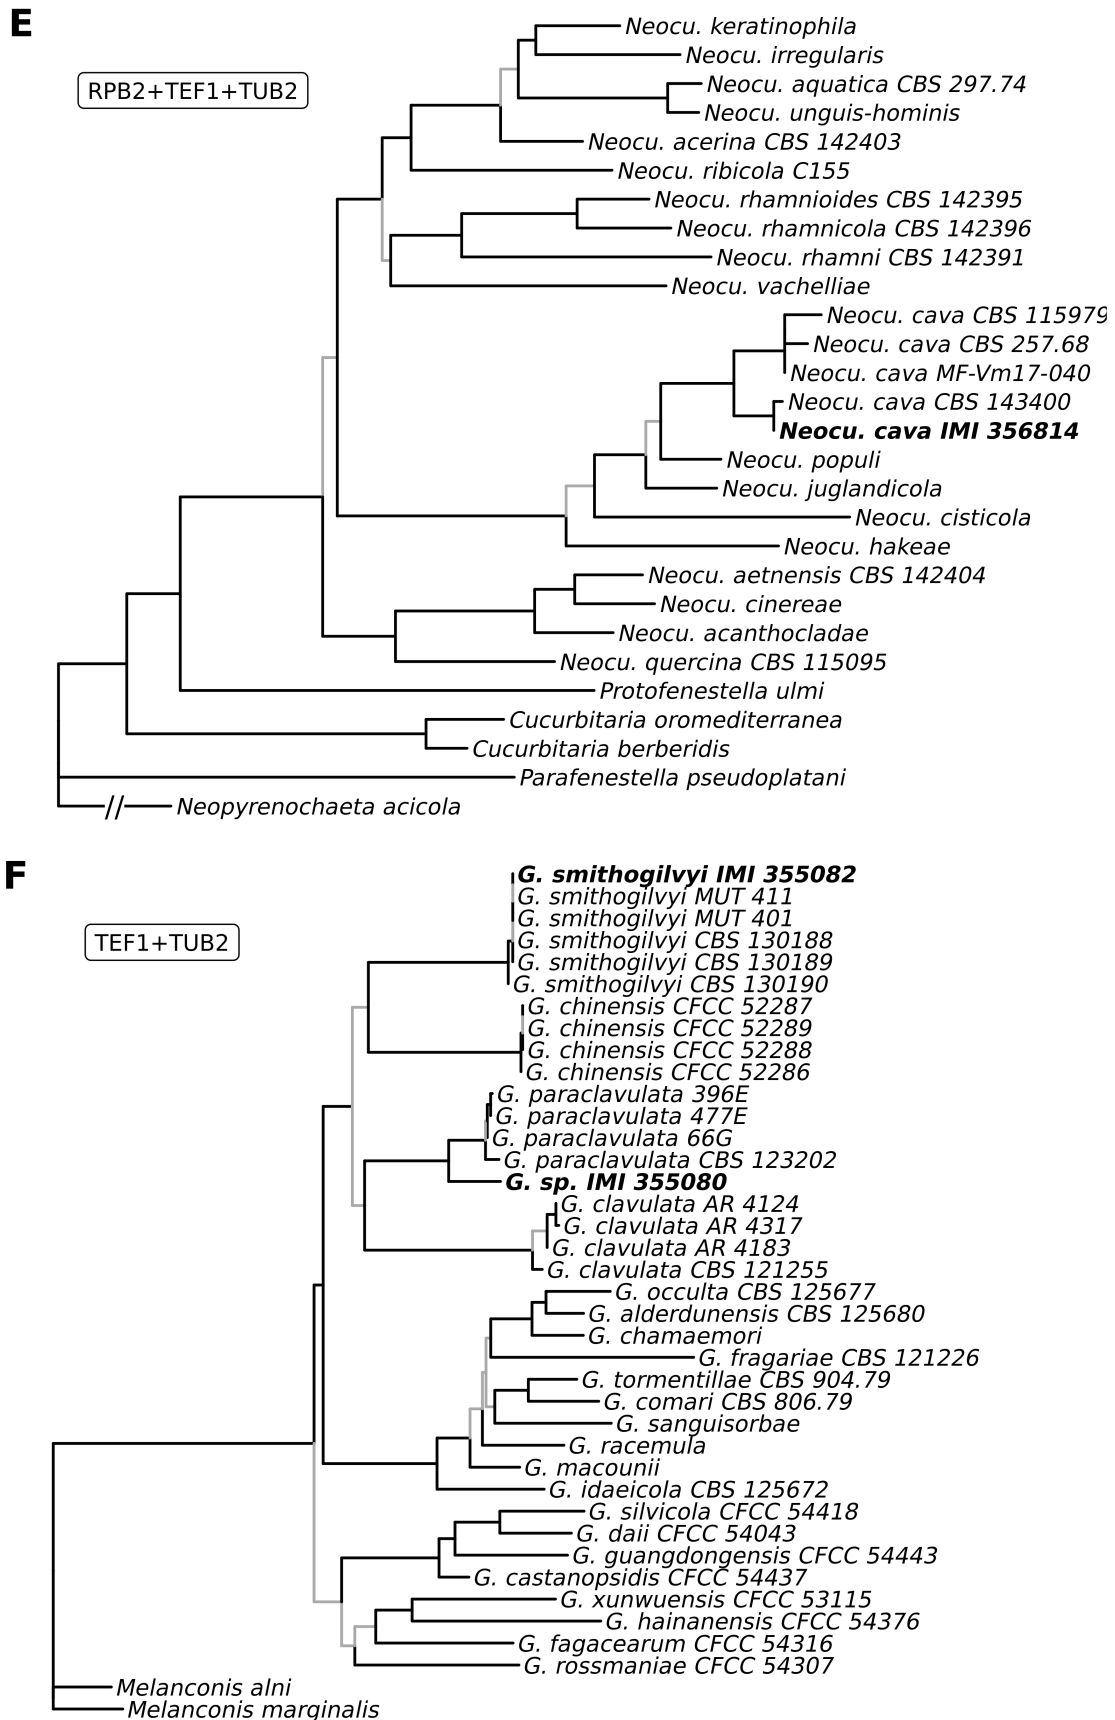 E
RPB2+TEF1+TUB2
Neocu. keratinophila
Neocu. irregularis
Neocu. aquatica CBS 297.74
Neocu. unguis-hominis
Neocu. acerina CBS 142403
Neocu. ribicola C155
Neocu. rhamnioides CBS 142395
Neocu. rhamnicola CBS 142396
Neocu. rhamni CBS 142391
Neocu. vachelliae
Neocu. cava CBS 115979
Neocu. cava CBS 257.68
Neocu. cava MF-Vm17-040
Neocu. cava CBS 143400
Neocu. cava IMI 356814
Neocu. populi
Neocu. juglandicola
Neocu. cisticola
Neocu. hakeae
Neocu. aetnensis CBS 142404
Neocu. cinereae
Neocu. acanthocladae
Neocu. quercina CBS 115095
Protofenestella ulmi
Cucurbitaria oromediterranea
Cucurbitaria berberidis
Parafenestella pseudoplatani
// Neopyrenochaeta acicola
F
TEF1+TUB2
G. smithogilvyi IMI 355082
G. smithogilvyi MUT 411
G. smithogilvyi MUT 401
G. smithogilvyi CBS 130188
G. smithogilvyi CBS 130189
G. smithogilvyi CBS 130190
G. chinensis CFCC 52287
G. chinensis CFCC 52289
G. chinensis CFCC 52288
G. chinensis CFCC 52286
G. paraclavulata 396E
G. paraclavulata 477E
G. paraclavulata 66G
G. paraclavulata CBS 123202
G. sp. IMI 355080
G. clavulata AR 4124
G. clavulata AR 4317
G. clavulata AR 4183
G. clavulata CBS 121255
G. occulta CBS 125677
G. alderdunensis CBS 125680
G. chamaemori
G. fragariae CBS 121226
G. tormentillae CBS 904.79
G. comari CBS 806.79
G. sanguisorbae
G. racemula
G. macounii
G. idaeicola CBS 125672
G. silvicola CFCC 54418
G. daii CFCC 54043
G. guangdongensis CFCC 54443
G. castanopsidis CFCC 54437
G. xunwuensis CFCC 53115
G. hainanensis CFCC 54376
G. fagacearum CFCC 54316
G. rossmaniae CFCC 54307
Melanconis alni
Melanconis marginalis